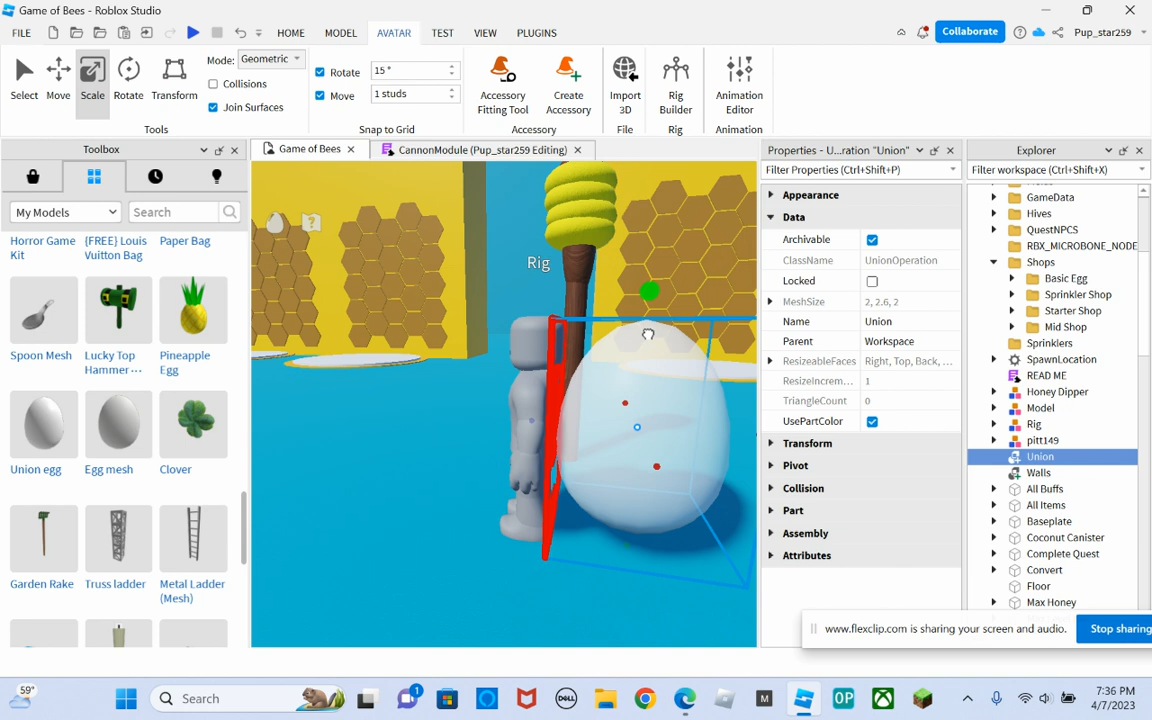 Game of Bees - Roblox Studio
FILE HOME MODEL AVATAR TEST VIEW PLUGINS Collaborate Pup_star259
Select Move Scale Rotate Transform
Mode: Geometric
Collisions
Join Surfaces
Tools
Rotate 15 °
Move 1 studs
Snap to Grid
Accessory Fitting Tool
Create Accessory
Accessory
Import 3D
File
Rig Builder
Rig
Animation Editor
Animation
Toolbox
My Models Search
Horror Game Kit
{FREE} Louis Vuitton Bag
Paper Bag
Spoon Mesh
Lucky Top Hammer ···
Pineapple Egg
Union egg
Egg mesh
Clover
Garden Rake
Truss ladder
Metal Ladder (Mesh)
Game of Bees
CannonModule (Pup_star259 Editing)
?
Rig
Properties - U...ration "Union"
Filter Properties (Ctrl+Shift+P)
Appearance
Data
Archivable
ClassName UnionOperation
Locked
MeshSize 2, 2.6, 2
Name Union
Parent Workspace
ResizeableFaces Right, Top, Back, ...
ResizeIncrem... 1
TriangleCount 0
UsePartColor
Transform
Pivot
Collision
Part
Assembly
Attributes
Explorer
Filter workspace (Ctrl+Shift+X)
GameData
Hives
QuestNPCS
RBX_MICROBONE_NODE
Shops
Basic Egg
Sprinkler Shop
Starter Shop
Mid Shop
Sprinklers
SpawnLocation
READ ME
Honey Dipper
Model
Rig
pitt149
Union
Walls
All Buffs
All Items
Baseplate
Coconut Canister
Complete Quest
Convert
Floor
Max Honey
www.flexclip.com is sharing your screen and audio. Stop sharing
59°
Search
1
DELL
M
OP
7:36 PM
4/7/2023